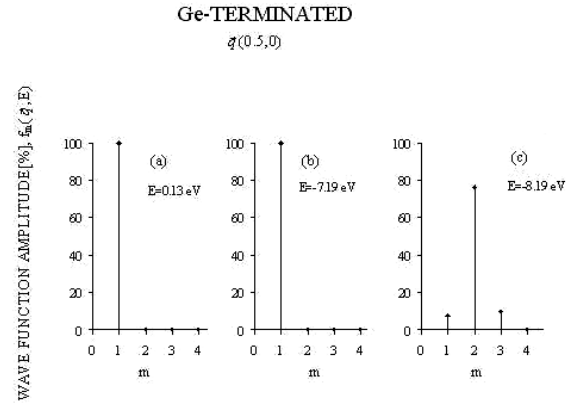 Ge-TERMINATED
q⃗(0.5,0)
WAVE FUNCTION AMPLITUDE[%], fm(q⃗,E)
100
80
60
40
20
0
0 1 2 3 4
m
(a)
E=0.13 eV
100
80
60
40
20
0
0 1 2 3 4
m
(b)
E=-7.19 eV
100
80
60
40
20
0
0 1 2 3 4
m
(c)
E=-8.19 eV